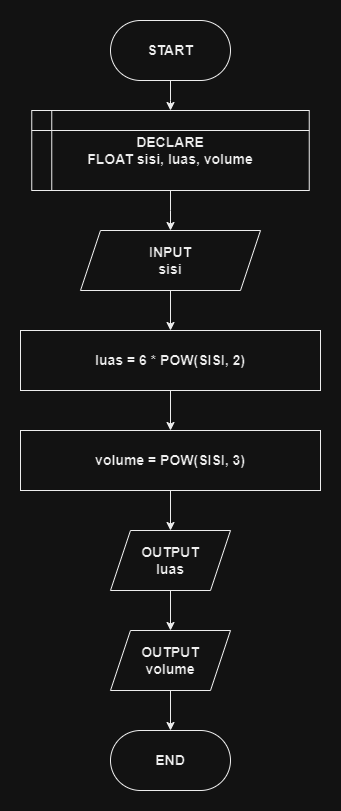 START
DECLARE
FLOAT sisi, luas, volume
INPUT
sisi
luas = 6 * POW(SISI, 2)
volume = POW(SISI, 3)
OUTPUT
luas
OUTPUT
volume
END